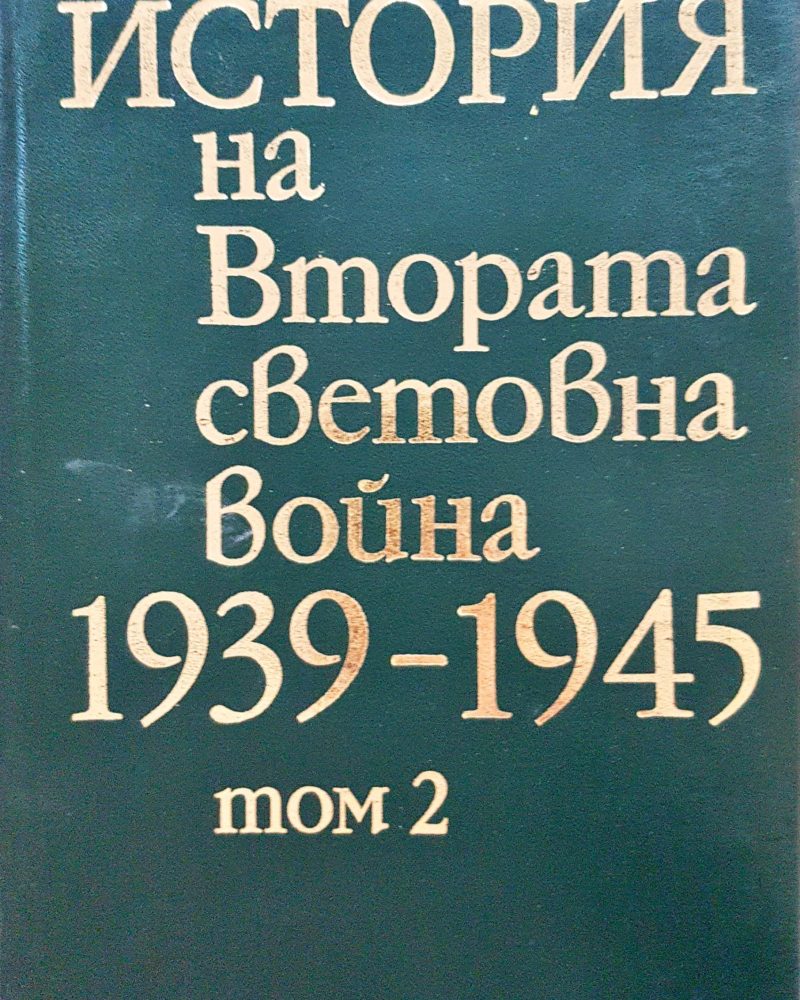 ИСТОРИЯ
на
Втората
световна
война
1939-1945
том 2